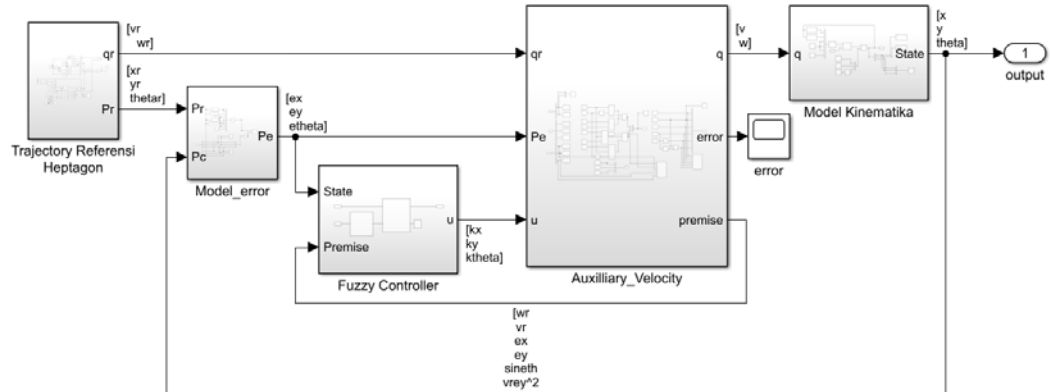 [vr
wr]
qr
[xr
yr
thetar]
Pr
Trajectory Referensi
Heptagon
Pr
Pc
Pe
Model_error
[ex
ey
etheta]
State
Premise
u
Fuzzy Controller
[kx
ky
ktheta]
qr
Pe
u
q
error
premise
Auxilliary_Velocity
[v
w]
q
State
Model Kinematika
error
[x
y
theta]
1
output
[wr
vr
ex
ey
sineth
vrey^2